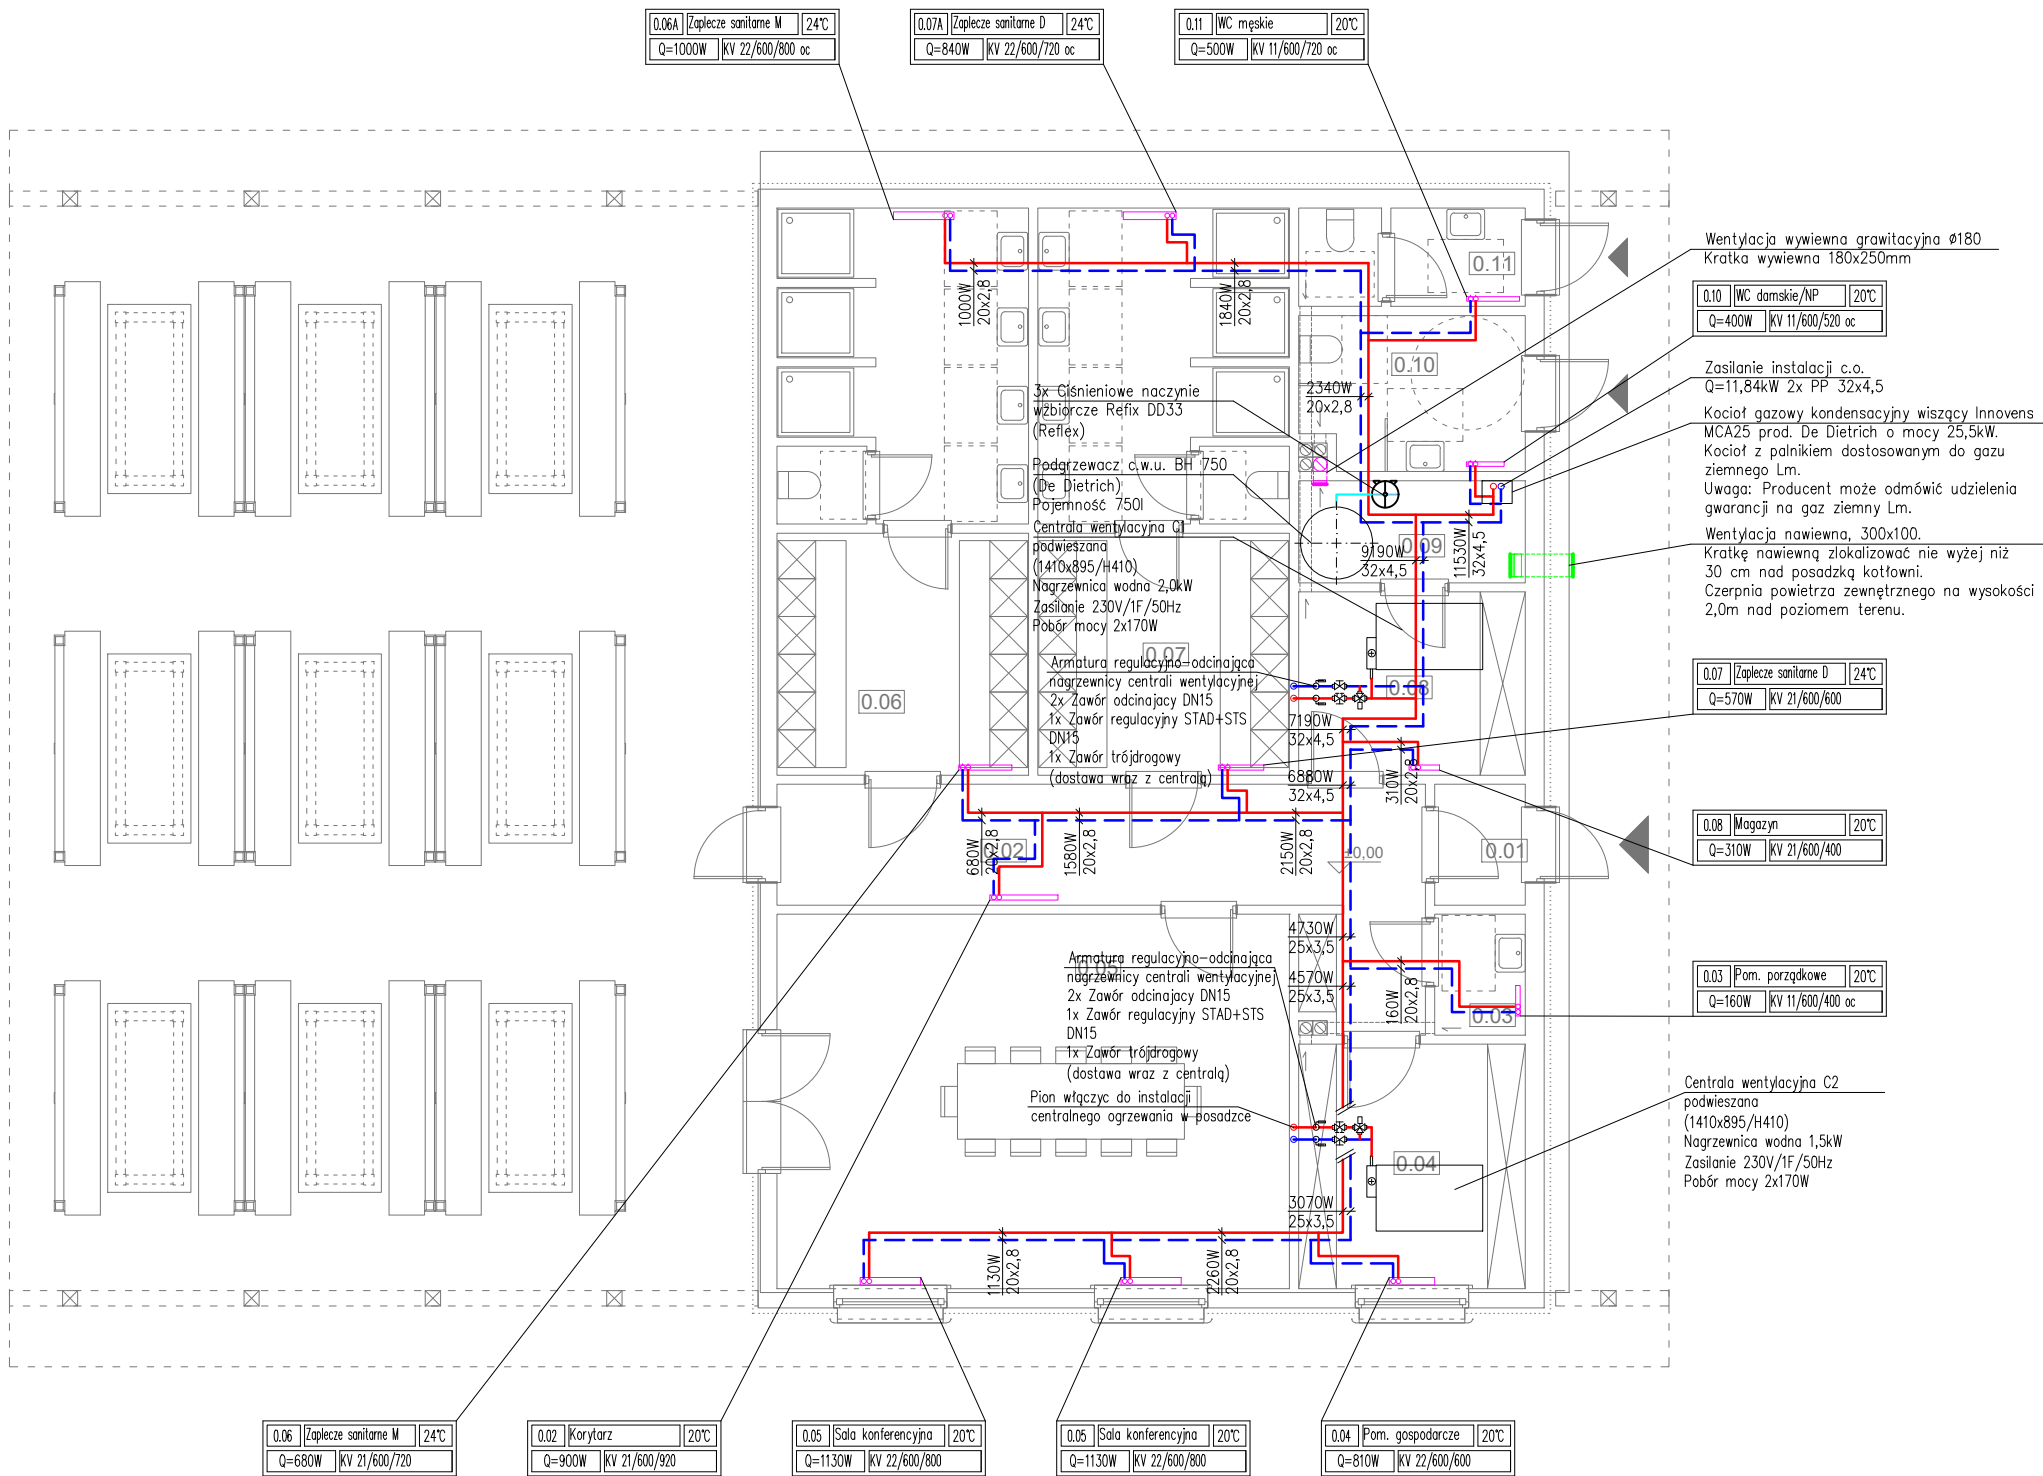 0.06A Zaplecze sanitarne M 24°C
Q=1000W KV 22/600/800 oc
0.07A Zaplecze sanitarne D 24°C
Q=840W KV 22/600/720 oc
0.11 WC męskie 20°C
Q=500W KV 11/600/720 oc
Wentylacja wywiewna grawitacyjna ø180
Kratka wywiewna 180x250mm
0.10 WC damskie/NP 20°C
Q=400W KV 11/600/520 oc
Zasilanie instalacji c.o.
Q=11,84kW 2x PP 32x4,5
Kocioł gazowy kondensacyjny wiszący Innovens
MCA25 prod. De Dietrich o mocy 25,5kW.
Kocioł z palnikiem dostosowanym do gazu
ziemnego Lm.
Uwaga: Producent może odmówić udzielenia
gwarancji na gaz ziemny Lm.
Wentylacja nawiewna, 300x100.
Kratkę nawiewną zlokalizować nie wyżej niż
30 cm nad posadzką kotłowni.
Czerpnia powietrza zewnętrznego na wysokości
2,0m nad poziomem terenu.
0.07 Zaplecze sanitarne D 24°C
Q=570W KV 21/600/600
0.08 Magazyn 20°C
Q=310W KV 21/600/400
0.03 Pom. porządkowe 20°C
Q=160W KV 11/600/400 oc
Centrala wentylacyjna C2
podwieszana
(1410x895/H410)
Nagrzewnica wodna 1,5kW
Zasilanie 230V/1F/50Hz
Pobór mocy 2x170W
0.11
1000W
20x2,8
1840W
20x2,8
0.10
2340W
20x2,8
3x Ciśnieniowe naczynie
wzbiorcze Refix DD33
(Reflex)
Podgrzewacz c.w.u. BH 750
(De Dietrich)
Pojemność 750l
Centrala wentylacyjna C1
podwieszana
(1410x895/H410)
Nagrzewnica wodna 2,0kW
Zasilanie 230V/1F/50Hz
Pobór mocy 2x170W
0.09
9190W
32x4,5
11530W
32x4,5
0.07
0.06
0.08
Armatura regulacyjno-odcinająca
nagrzewnicy centrali wentylacyjnej
2x Zawór odcinajacy DN15
1x Zawór regulacyjny STAD+STS
DN15
1x Zawór trójdrogowy
(dostawa wraz z centralą)
7190W
32x4,5
6880W
32x4,5
310W
20x2,8
0.02
680W
20x2,8
1580W
20x2,8
2150W
20x2,8
±0,00
0.01
4730W
25x3,5
4570W
25x3,5
160W
20x2,8
0.03
0.05
Armatura regulacyjno-odcinająca
nagrzewnicy centrali wentylacyjnej
2x Zawór odcinajacy DN15
1x Zawór regulacyjny STAD+STS
DN15
1x Zawór trójdrogowy
(dostawa wraz z centralą)
Pion włączyc do instalacji
centralnego ogrzewania w posadzce
0.04
3070W
25x3,5
1130W
20x2,8
2260W
20x2,8
0.06 Zaplecze sanitarne M 24°C
Q=680W KV 21/600/720
0.02 Korytarz 20°C
Q=900W KV 21/600/920
0.05 Sala konferencyjna 20°C
Q=1130W KV 22/600/800
0.05 Sala konferencyjna 20°C
Q=1130W KV 22/600/800
0.04 Pom. gospodarcze 20°C
Q=810W KV 22/600/600